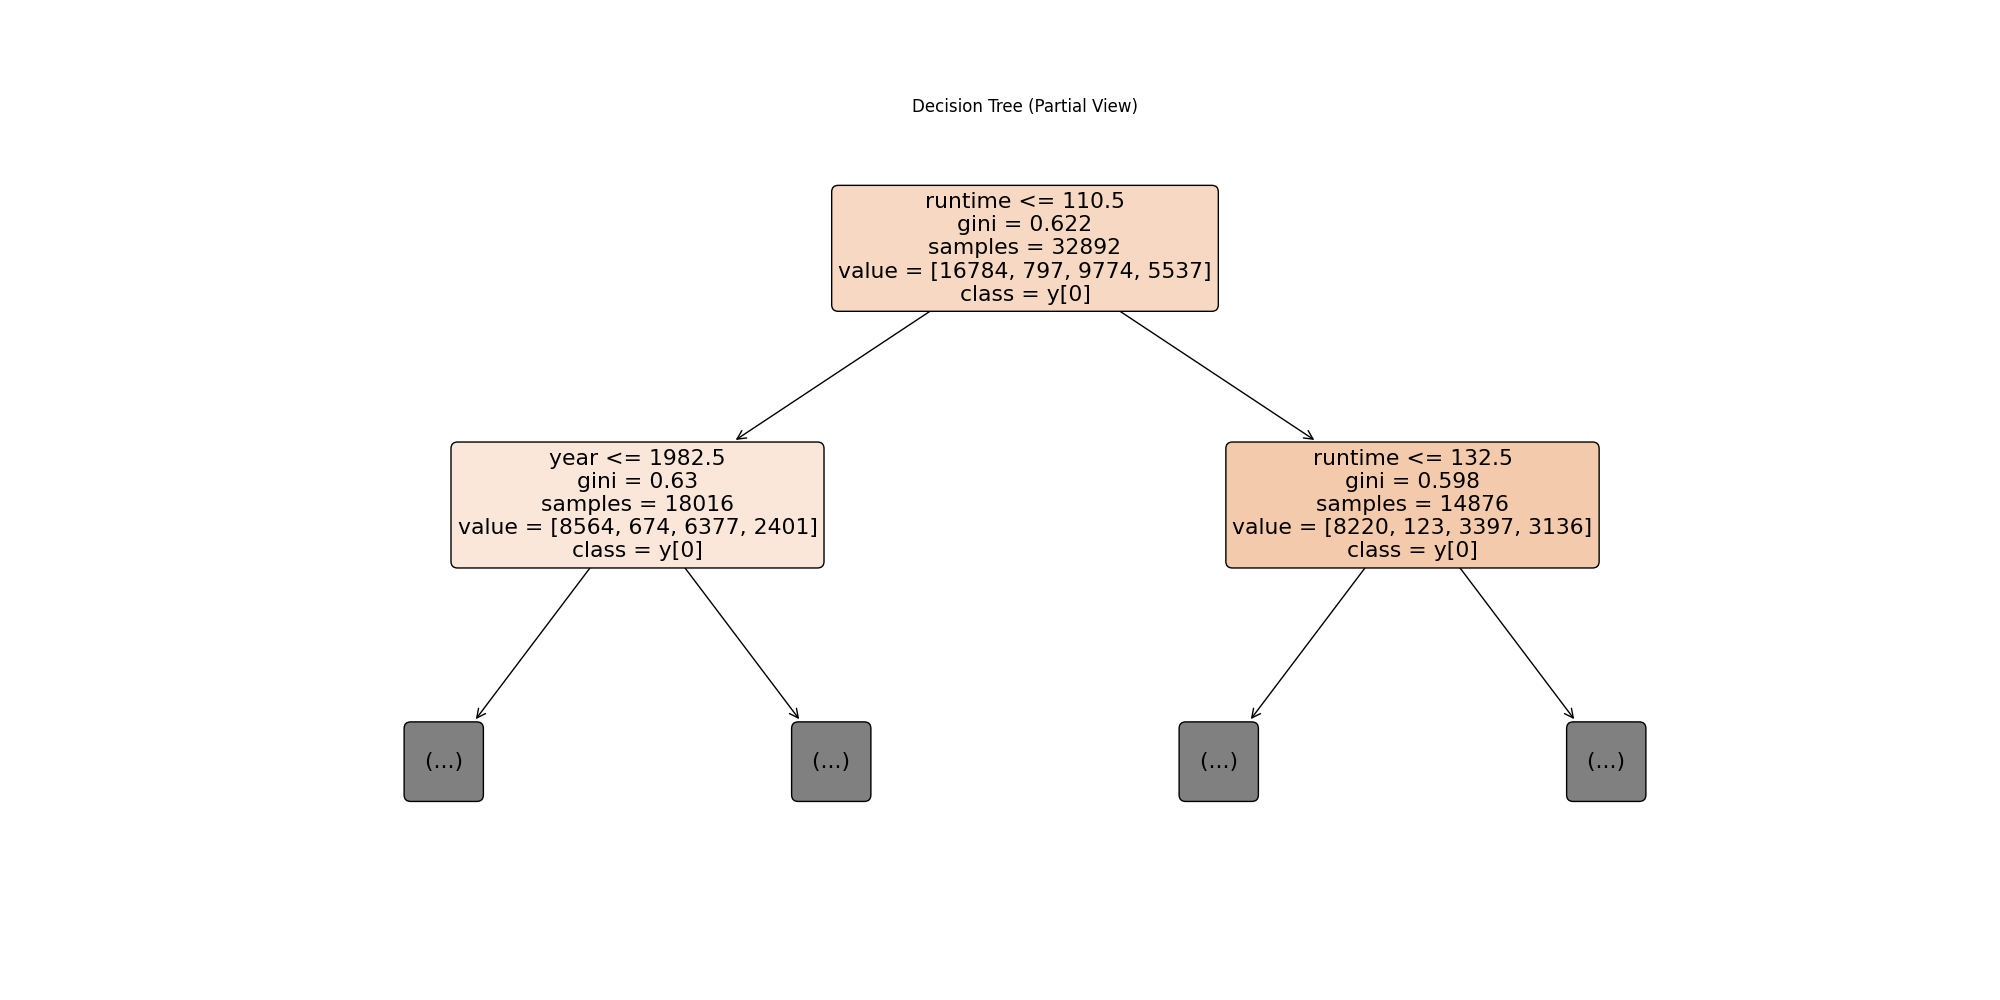 Decision Tree (Partial View)
runtime <= 110.5
gini = 0.622
samples = 32892
value = [16784, 797, 9774, 5537]
class = y[0]
year <= 1982.5
gini = 0.63
samples = 18016
value = [8564, 674, 6377, 2401]
class = y[0]
runtime <= 132.5
gini = 0.598
samples = 14876
value = [8220, 123, 3397, 3136]
class = y[0]
(...)
(...)
(...)
(...)